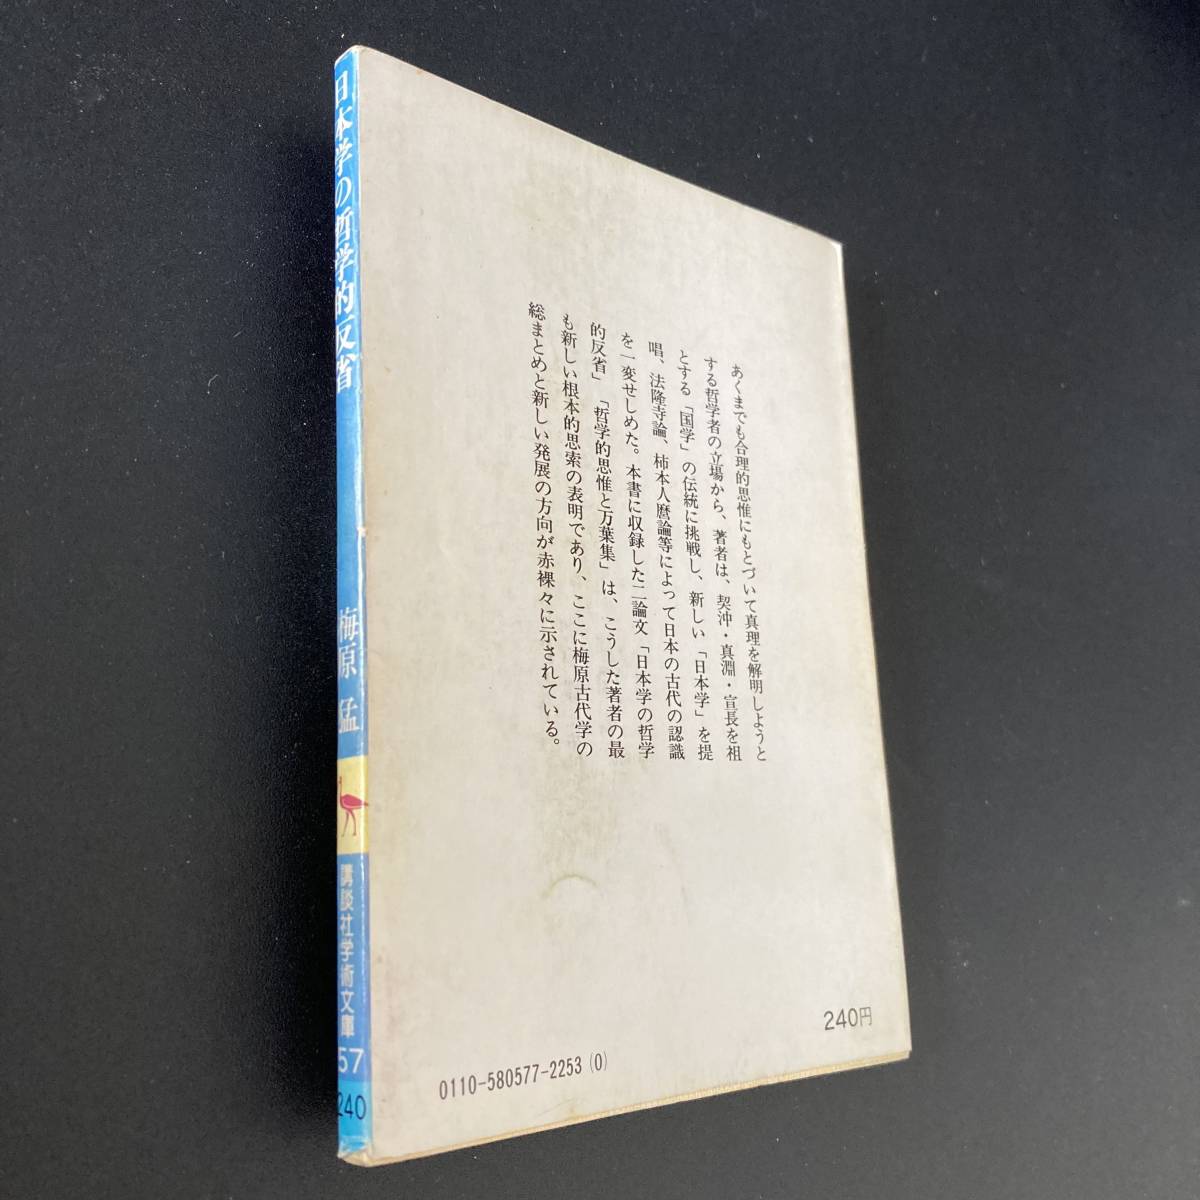 日本学の哲学的反省
梅原 猛
講談社学術文庫
57
240
あくまでも合理的思惟にもとづいて真理を解明しようと
する哲学者の立場から、著者は、契沖・真淵・宣長を祖
とする「国学」の伝統に挑戦し、新しい「日本学」を提
唱、法隆寺論、柿本人麿論等によって日本の古代の認識
を一変せしめた。本書に収録した二論文「日本学の哲学
的反省」「哲学的思惟と万葉集」は、こうした著者の最
も新しい根本的思索の表明であり、ここに梅原古代学の
総まとめと新しい発展の方向が赤裸々に示されている。
240円
0110-580577-2253 (0)